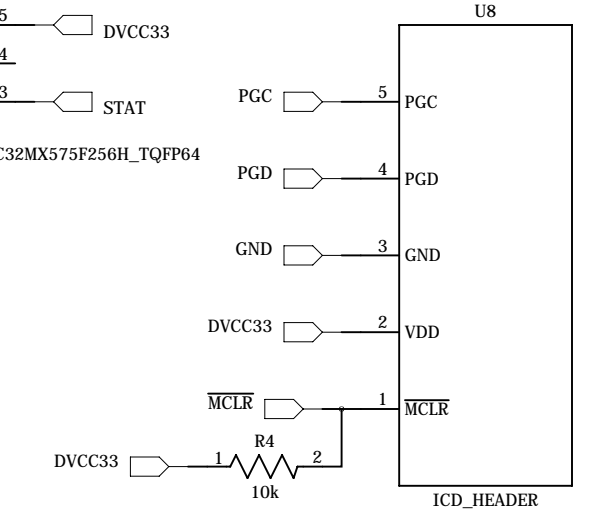 U8
5
DVCC33
4
3
STAT
PGC 5 PGC
C32MX575F256H_TQFP64
PGD 4 PGD
GND 3 GND
DVCC33 2 VDD
MCLR 1 MCLR
R4
DVCC33 1 2
10k
ICD_HEADER